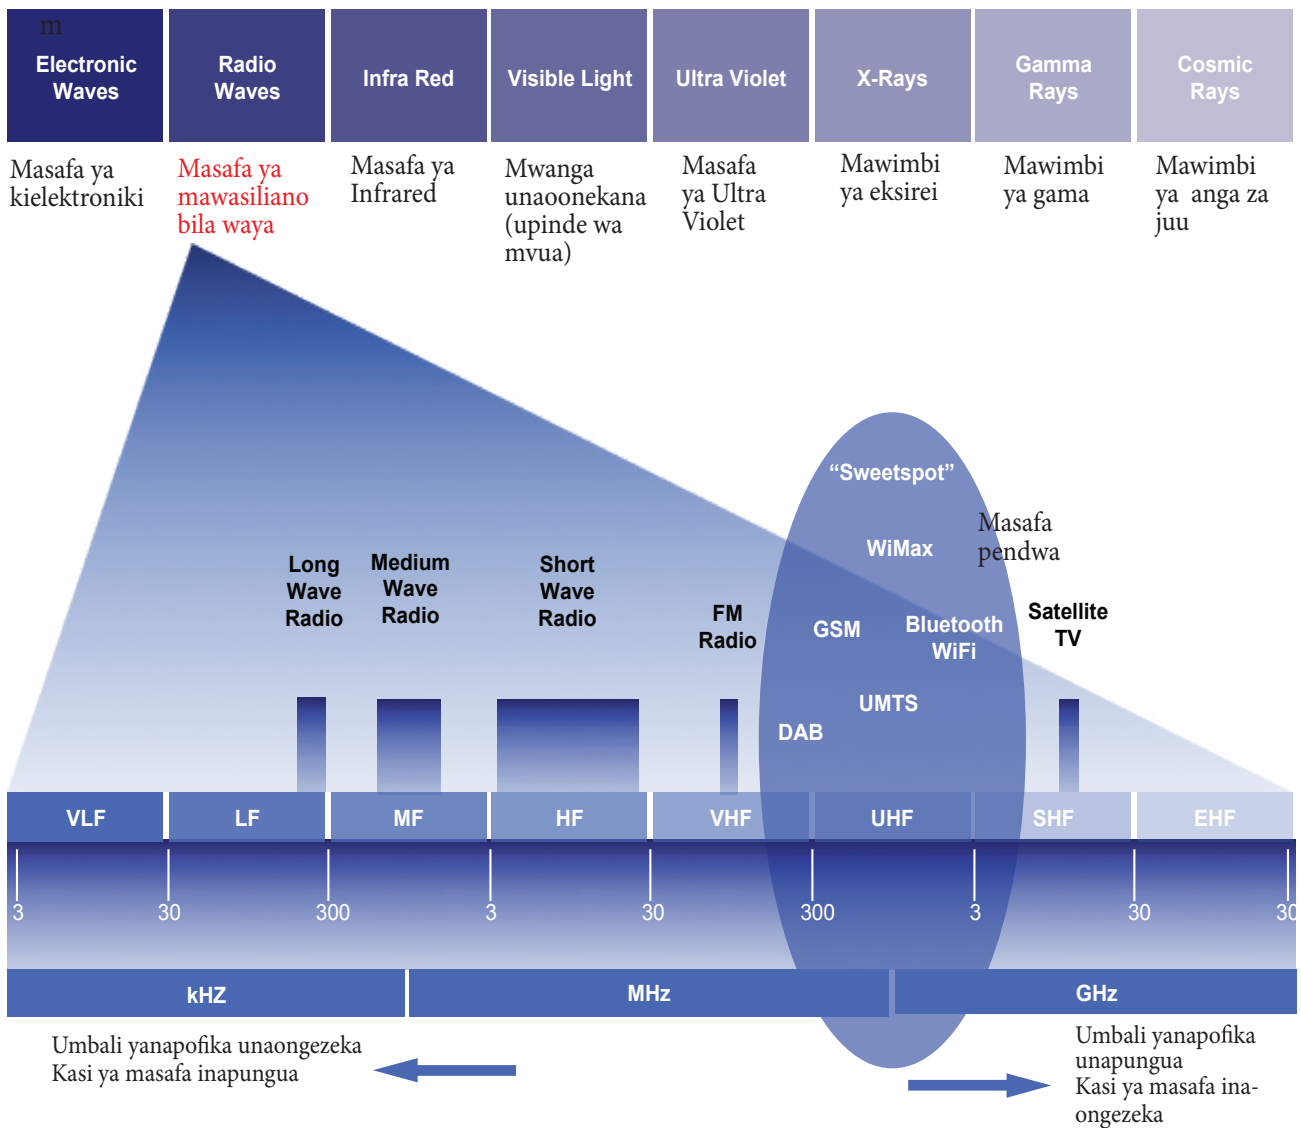 m
Electronic
Waves
Radio
Waves
Infra Red
Visible Light
Ultra Violet
X-Rays
Gamma
Rays
Cosmic
Rays
Masafa ya
kielektroniki
Masafa ya
mawasiliano
bila waya
Masafa ya
Infrared
Mwanga
unaoonekana
(upinde wa
mvua)
Masafa
ya Ultra
Violet
Mawimbi
ya eksirei
Mawimbi
ya gama
Mawimbi
ya anga za
juu
“Sweetspot”
Masafa
pendwa
WiMax
Long
Wave
Radio
Medium
Wave
Radio
Short
Wave
Radio
FM
Radio
GSM
Bluetooth
WiFi
Satellite
TV
UMTS
DAB
VLF LF MF HF VHF UHF SHF EHF
3 30 300 3 30 300 3 30 30
kHZ MHz GHz
Umbali yanapofika unaongezeka
Kasi ya masafa inapungua
Umbali yanapofika
unapungua
Kasi ya masafa ina-
ongezeka